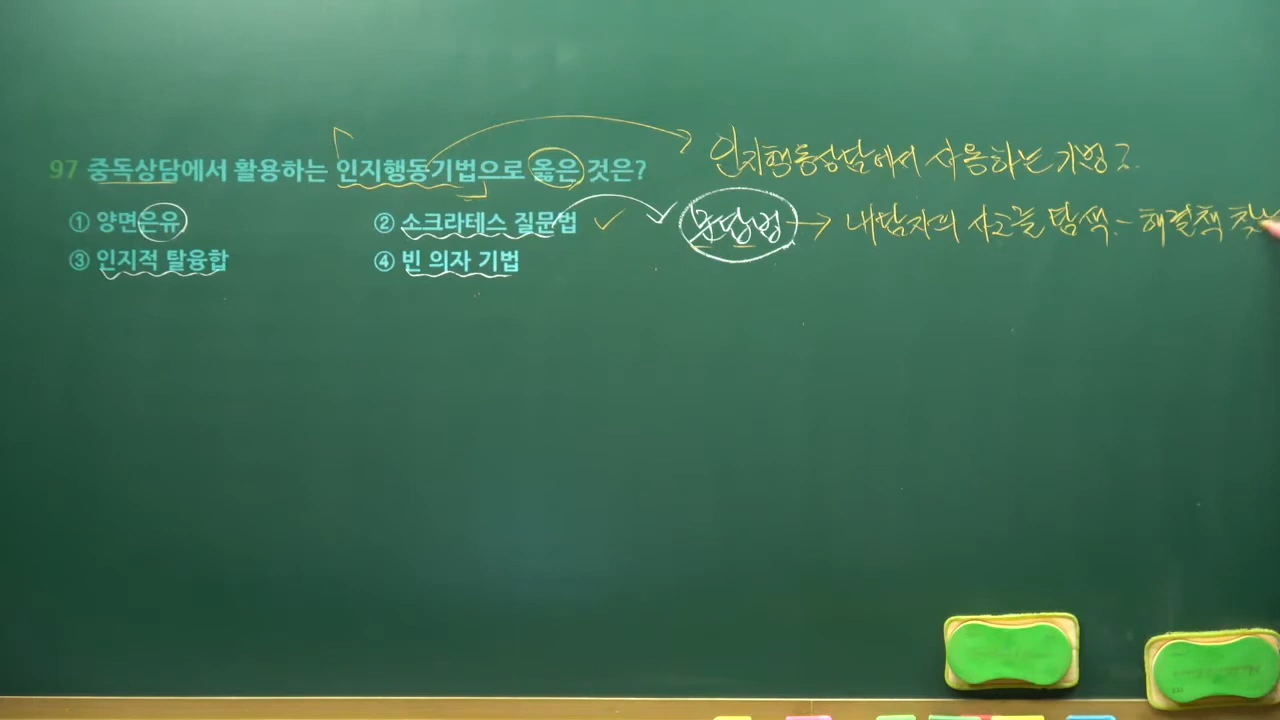 97 중독상담에서 활용하는 인지행동기법으로 옳은 것은?
인지행동상담에서 사용하는 기법?
① 양면은유
② 소크라테스 질문법
문답법 → 내담자의 사고를 탐색 - 해결책
③ 인지적 탈융합
④ 빈 의자 기법